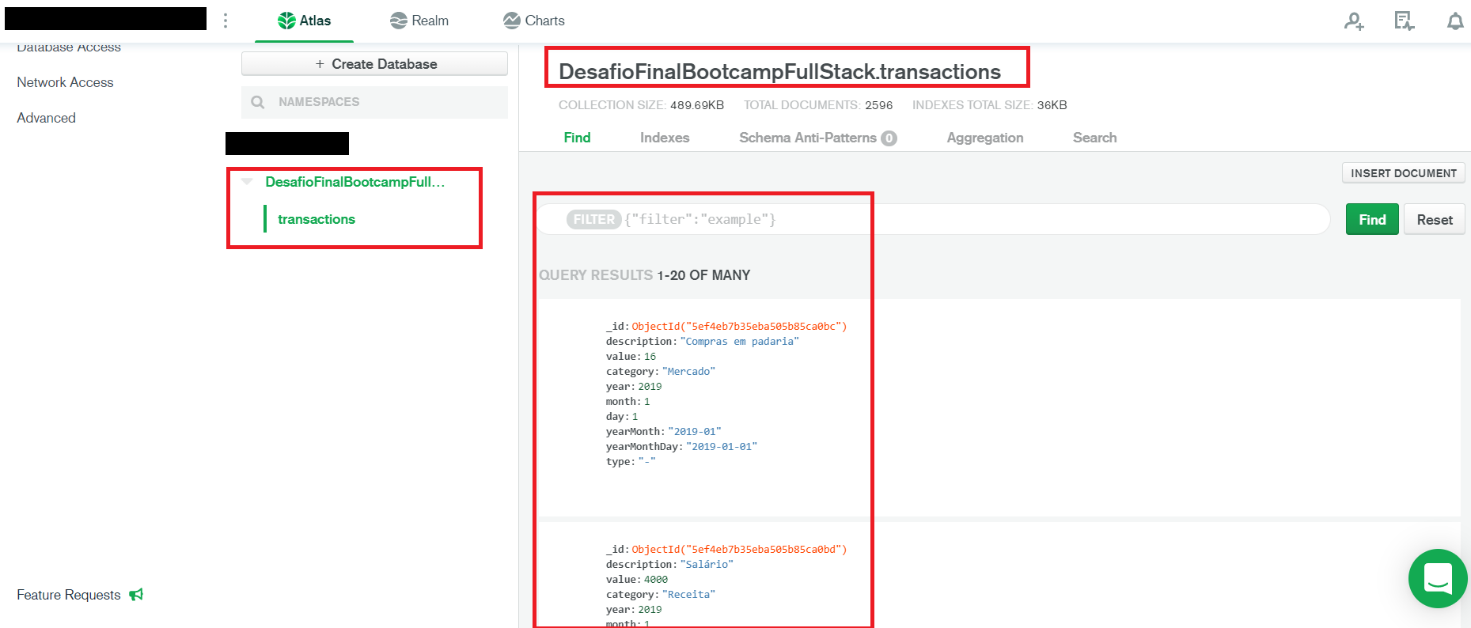 Atlas
Realm
Charts
Database Access
Network Access
Advanced
Feature Requests
+ Create Database
NAMESPACES
DesafioFinalBootcampFull...
transactions
DesafioFinalBootcampFullStack.transactions
COLLECTION SIZE: 489.69KB TOTAL DOCUMENTS: 2596 INDEXES TOTAL SIZE: 36KB
Find Indexes Schema Anti-Patterns 0 Aggregation Search
INSERT DOCUMENT
FILTER {"filter":"example"}
Find Reset
QUERY RESULTS 1-20 OF MANY
_id: ObjectId("5ef4eb7b35eba505b85ca0bc")
description: "Compras em padaria"
value: 16
category: "Mercado"
year: 2019
month: 1
day: 1
yearMonth: "2019-01"
yearMonthDay: "2019-01-01"
type: "-"
_id: ObjectId("5ef4eb7b35eba505b85ca0bd")
description: "Salário"
value: 4000
category: "Receita"
year: 2019
month: 1